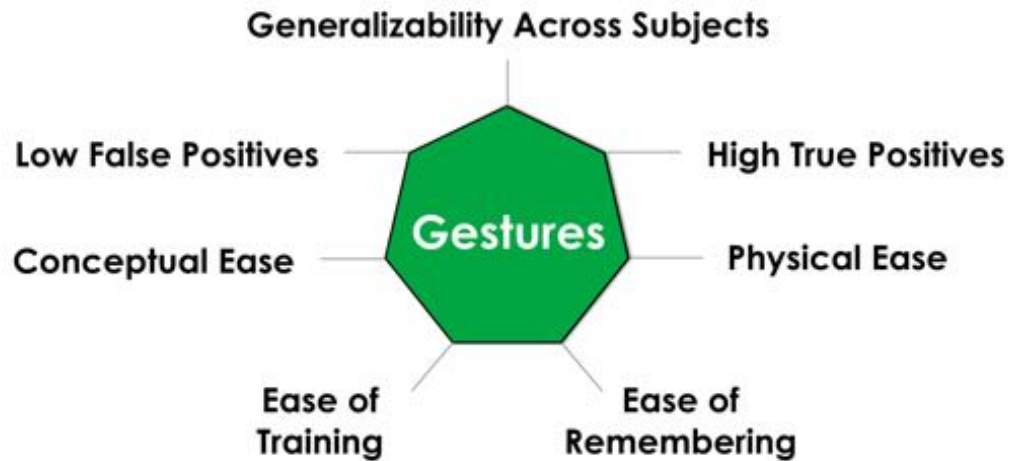 Generalizability Across Subjects
Low False Positives
High True Positives
Gestures
Conceptual Ease
Physical Ease
Ease of
Training
Ease of
Remembering